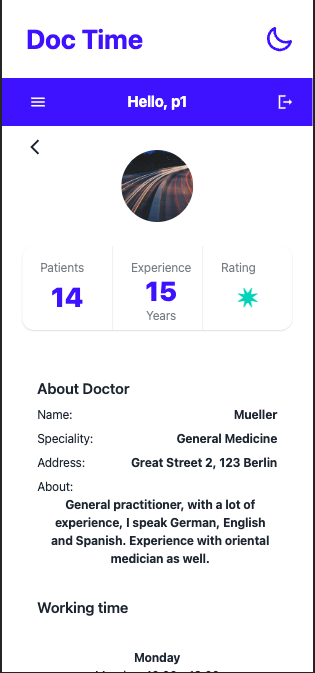 Doc Time
Hello, p1
Patients
14
Experience
15
Years
Rating
About Doctor
Name: Mueller
Speciality: General Medicine
Address: Great Street 2, 123 Berlin
About:
General practitioner, with a lot of
experience, I speak German, English
and Spanish. Experience with oriental
medician as well.
Working time
Monday